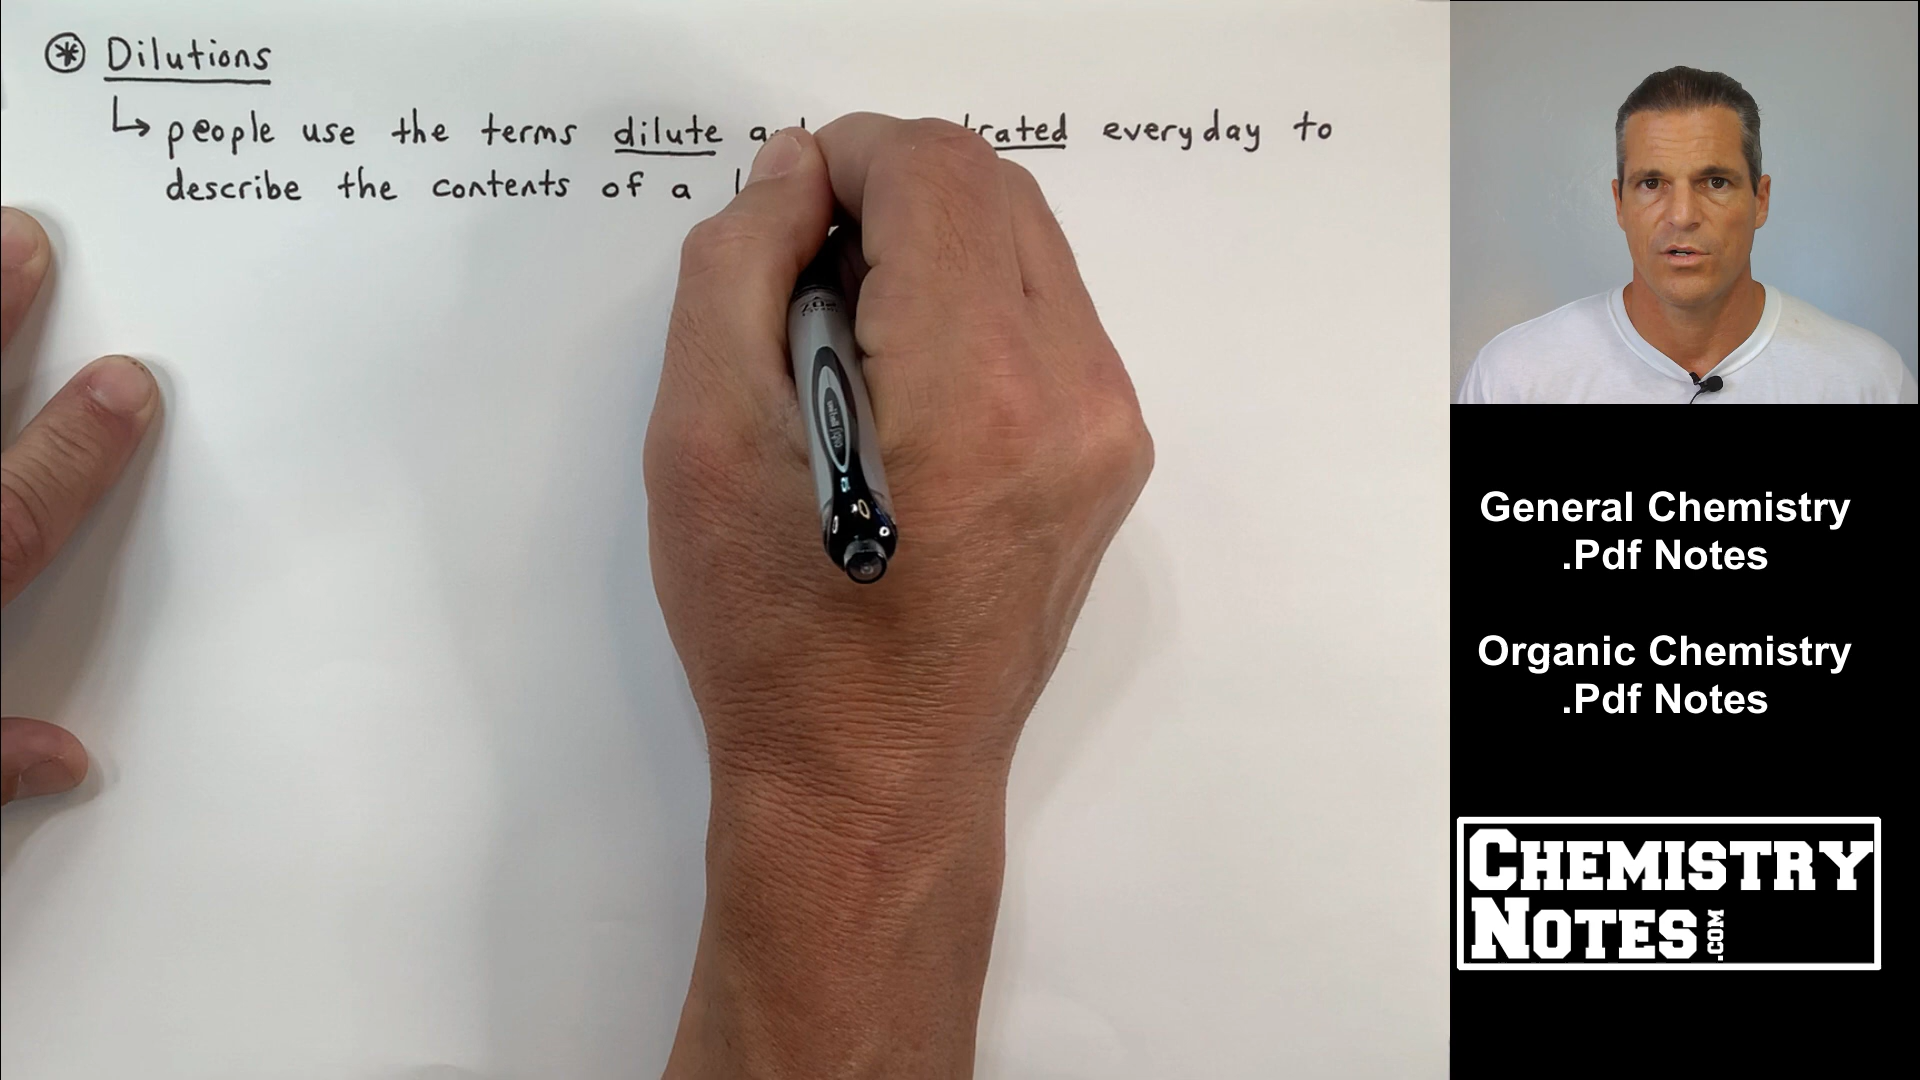 Dilutions
people use the terms dilute everyday to
describe the contents of a
General Chemistry
.Pdf Notes
Organic Chemistry
.Pdf Notes
CHEMISTRY
NOTES.COM